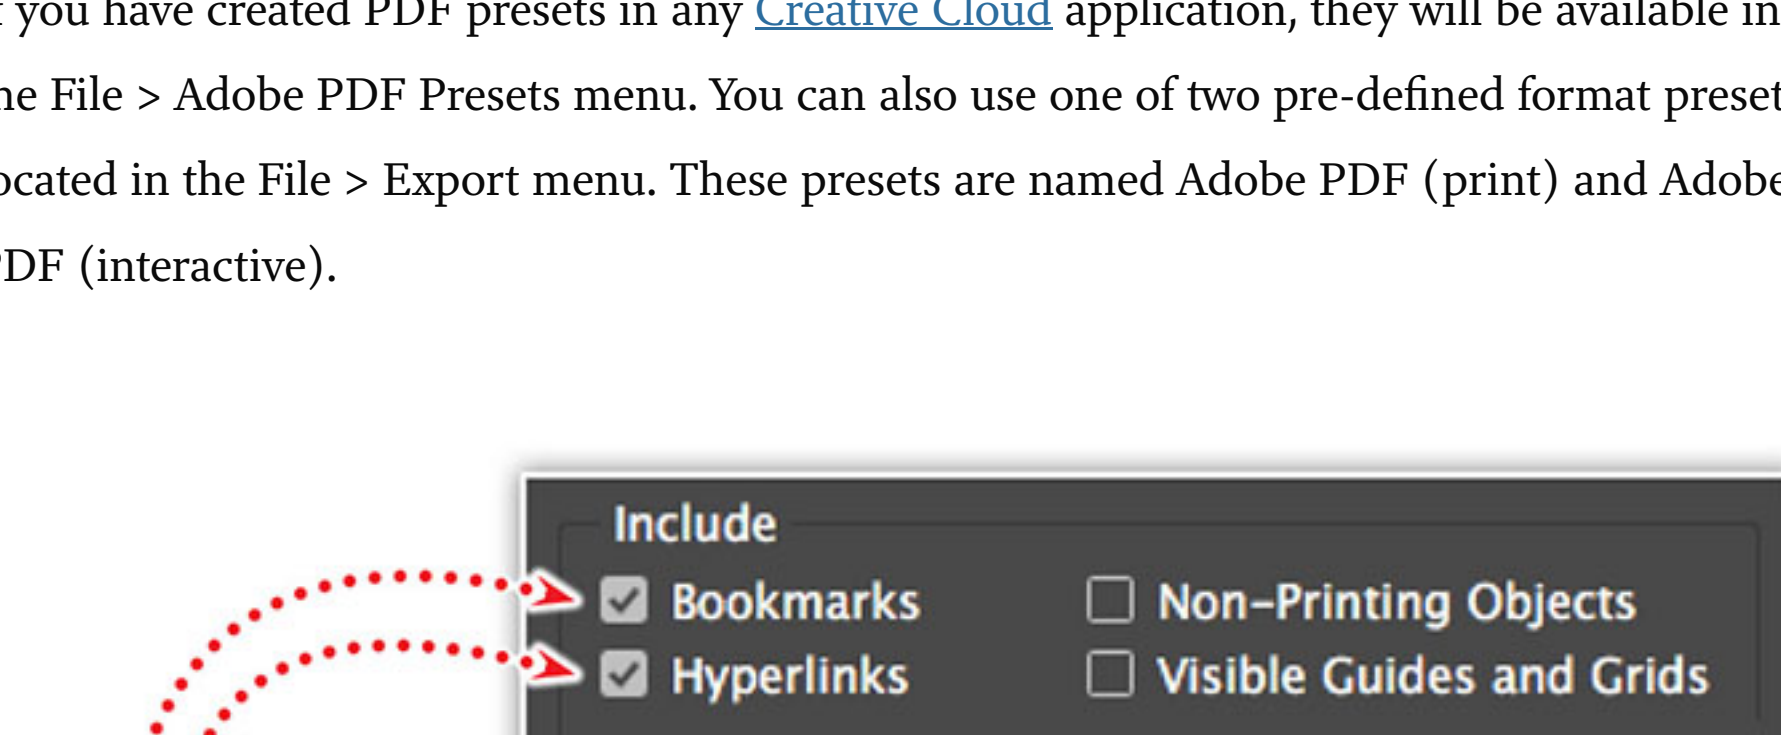 you have created PDF presets in any Creative Cloud application, they will be available in
he File > Adobe PDF Presets menu. You can also use one of two pre-defined format preset
ocated in the File > Export menu. These presets are named Adobe PDF (print) and Adobe
PDF (interactive).
Include
Bookmarks Non-Printing Objects
Hyperlinks Visible Guides and Grids